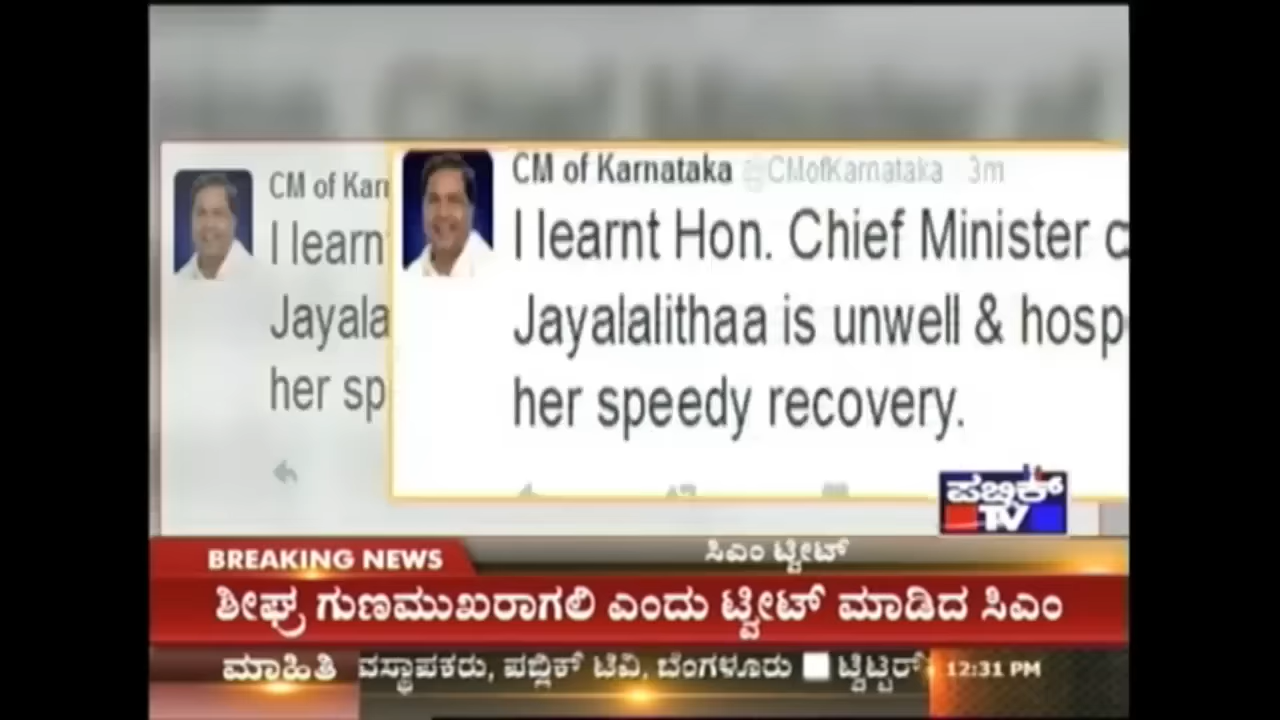 CM of Karn
I learn
Jayala
her sp
CM of Karnataka @CMofKarnataka 3m
I learnt Hon. Chief Minister
Jayalalithaa is unwell & hosp
her speedy recovery.
ಪಬ್ಲಿಕ್
TV
BREAKING NEWS
ಸಿಎಂ ಟ್ವೀಟ್
ಶೀಘ್ರ ಗುಣಮುಖರಾಗಲಿ ಎಂದು ಟ್ವೀಟ್ ಮಾಡಿದ ಸಿಎಂ
ಮಾಹಿತಿ ವಸ್ಥಾಪಕರು, ಪಬ್ಲಿಕ್ ಟಿವಿ, ಬೆಂಗಳೂರು ಟ್ವಿಟ್ಟರ್ 12:31 PM